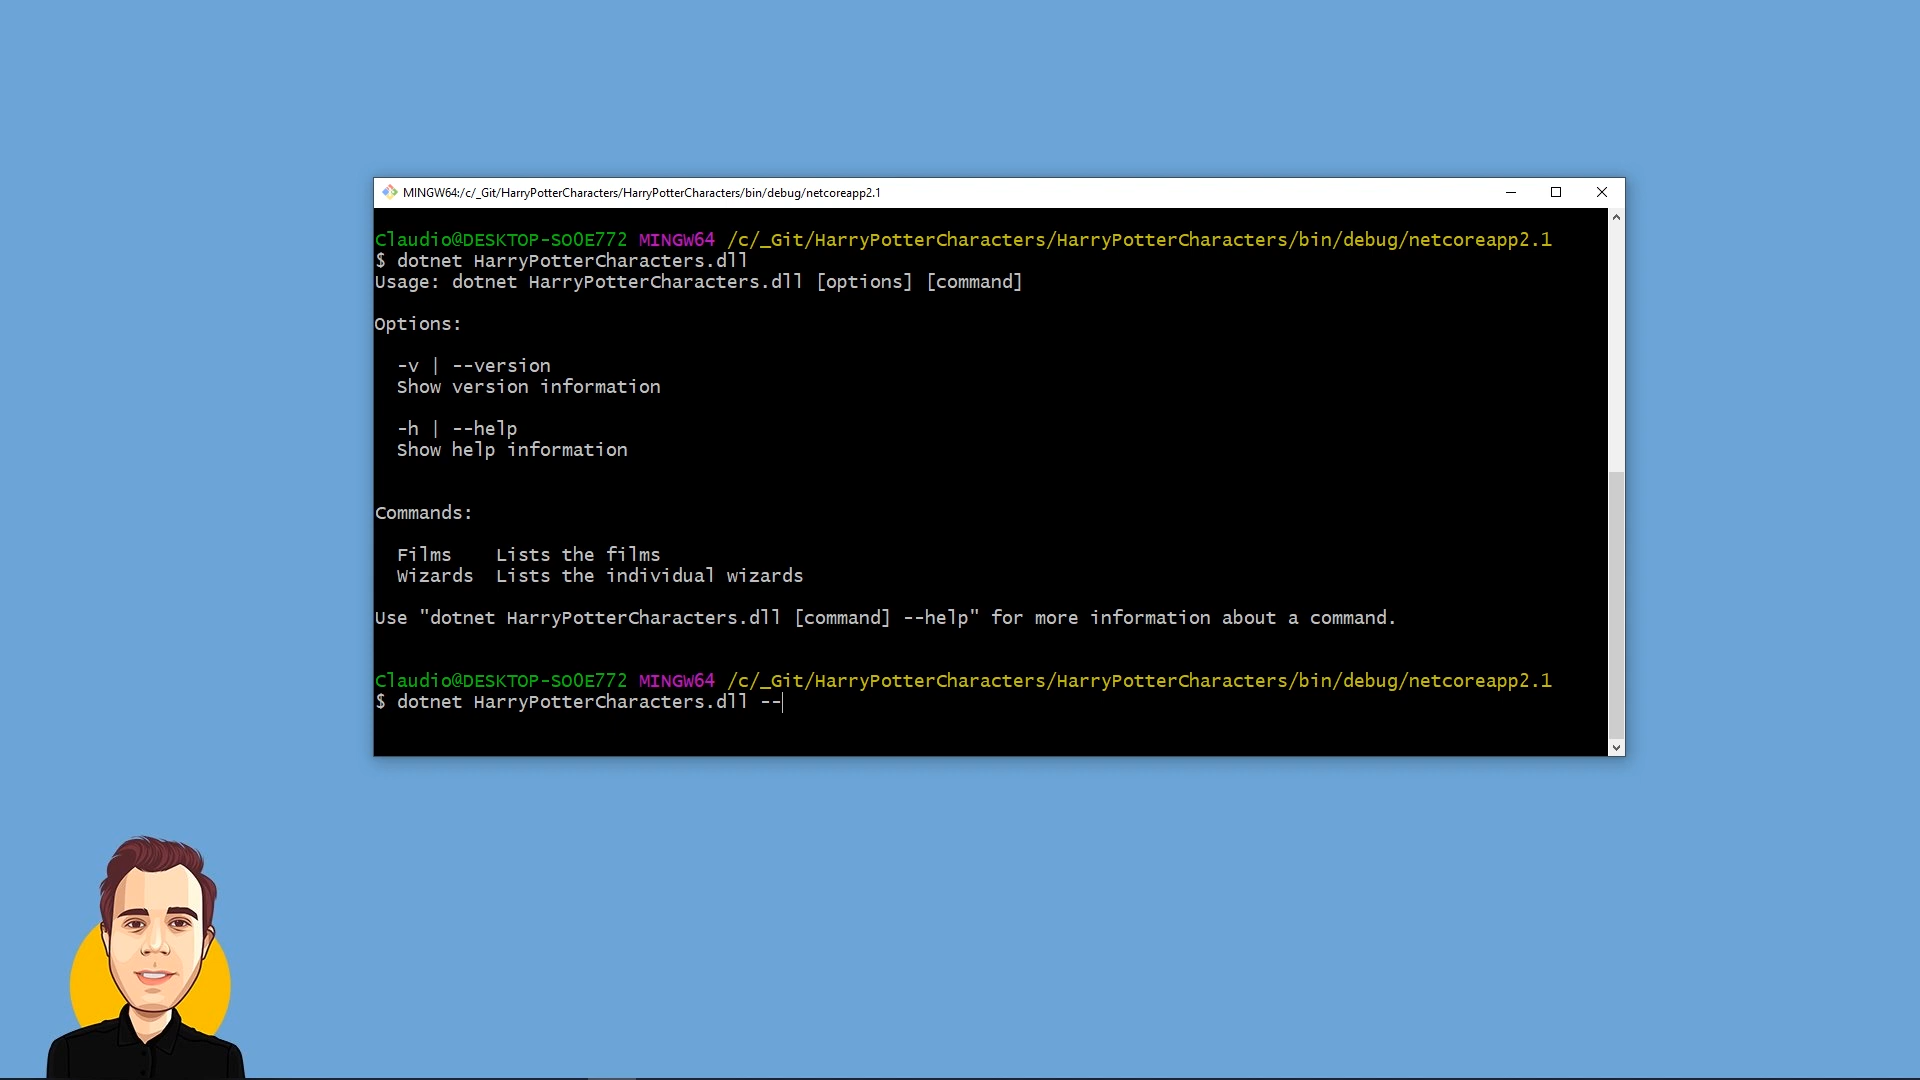 MINGW64:/c/_Git/HarryPotterCharacters/HarryPotterCharacters/bin/debug/netcoreapp2.1
Claudio@DESKTOP-SO0E772 MINGW64 /c/_Git/HarryPotterCharacters/HarryPotterCharacters/bin/debug/netcoreapp2.1
$ dotnet HarryPotterCharacters.dll
Usage: dotnet HarryPotterCharacters.dll [options] [command]
Options:
-v | --version
Show version information
-h | --help
Show help information
Commands:
Films    Lists the films
Wizards  Lists the individual wizards
Use "dotnet HarryPotterCharacters.dll [command] --help" for more information about a command.
Claudio@DESKTOP-SO0E772 MINGW64 /c/_Git/HarryPotterCharacters/HarryPotterCharacters/bin/debug/netcoreapp2.1
$ dotnet HarryPotterCharacters.dll --